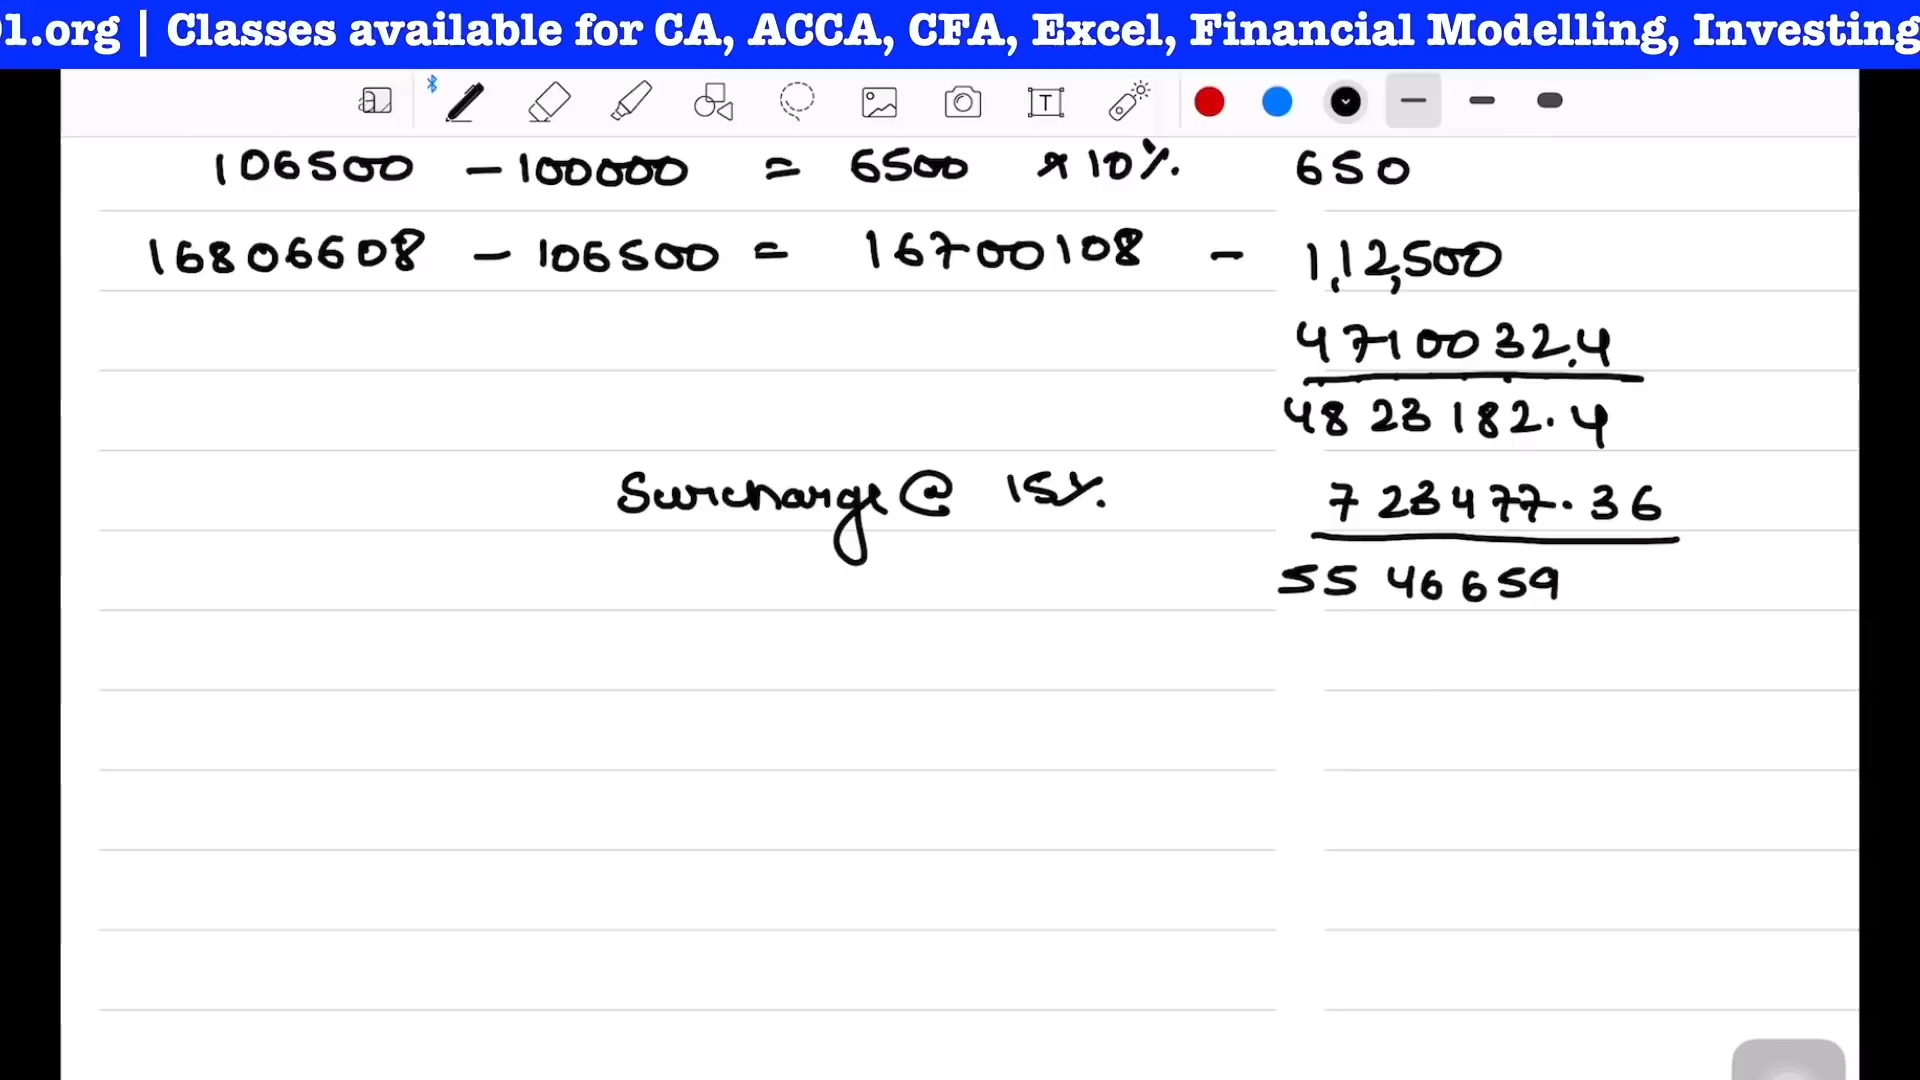 1.org | Classes available for CA, ACCA, CFA, Excel, Financial Modelling, Investing
106500 - 100000 = 6500 x 10% 650
16806608 - 106500 = 16700108 - 1,12,500
4710032.4
4823182.4
Surcharge @ 15% 723477.36
5546659